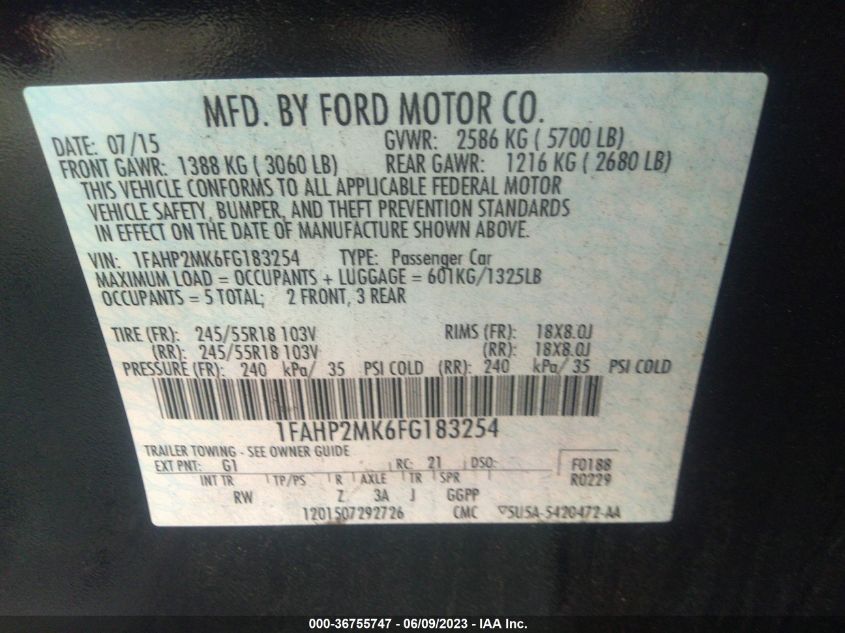 MFD. BY FORD MOTOR CO.
DATE: 07/15 GVWR: 2586 KG ( 5700 LB)
FRONT GAWR: 1388 KG ( 3060 LB) REAR GAWR: 1216 KG ( 2680 LB)
THIS VEHICLE CONFORMS TO ALL APPLICABLE FEDERAL MOTOR
VEHICLE SAFETY, BUMPER, AND THEFT PREVENTION STANDARDS
IN EFFECT ON THE DATE OF MANUFACTURE SHOWN ABOVE.
VIN: 1FAHP2MK6FG183254 TYPE: Passenger Car
MAXIMUM LOAD = OCCUPANTS + LUGGAGE = 601KG/1325LB
OCCUPANTS = 5 TOTAL; 2 FRONT, 3 REAR
TIRE (FR): 245/55R18 103V RIMS (FR): 18X8.0J
(RR): 245/55R18 103V (RR): 18X8.0J
PRESSURE (FR): 240 kPa/ 35 PSI COLD (RR): 240 kPa/ 35 PSI COLD
1FAHP2MK6FG183254
TRAILER TOWING - SEE OWNER GUIDE
EXT PNT: G1 RC: 21 DSO: F0188
INT TR TP/PS R AXLE TR SPR R0229
RW Z 3A J GGPP
1201507292726 CMC ▽5U5A-5420472-AA
000-36755747 - 06/09/2023 - IAA Inc.